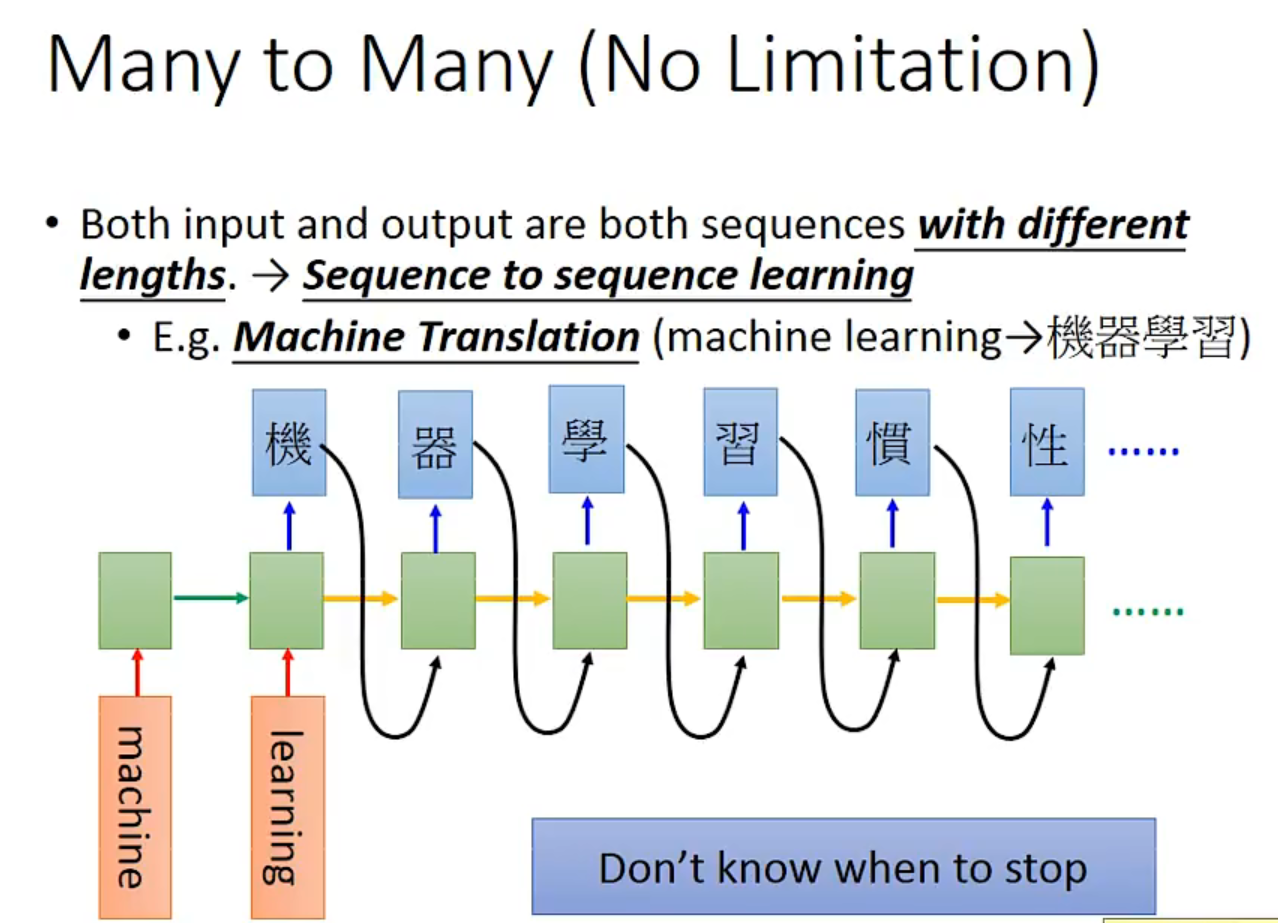 Many to Many (No Limitation)
• Both input and output are both sequences with different
lengths. → Sequence to sequence learning
• E.g. Machine Translation (machine learning→機器學習)
機 器 學 習 慣 性 ......
......
machine learning
Don't know when to stop